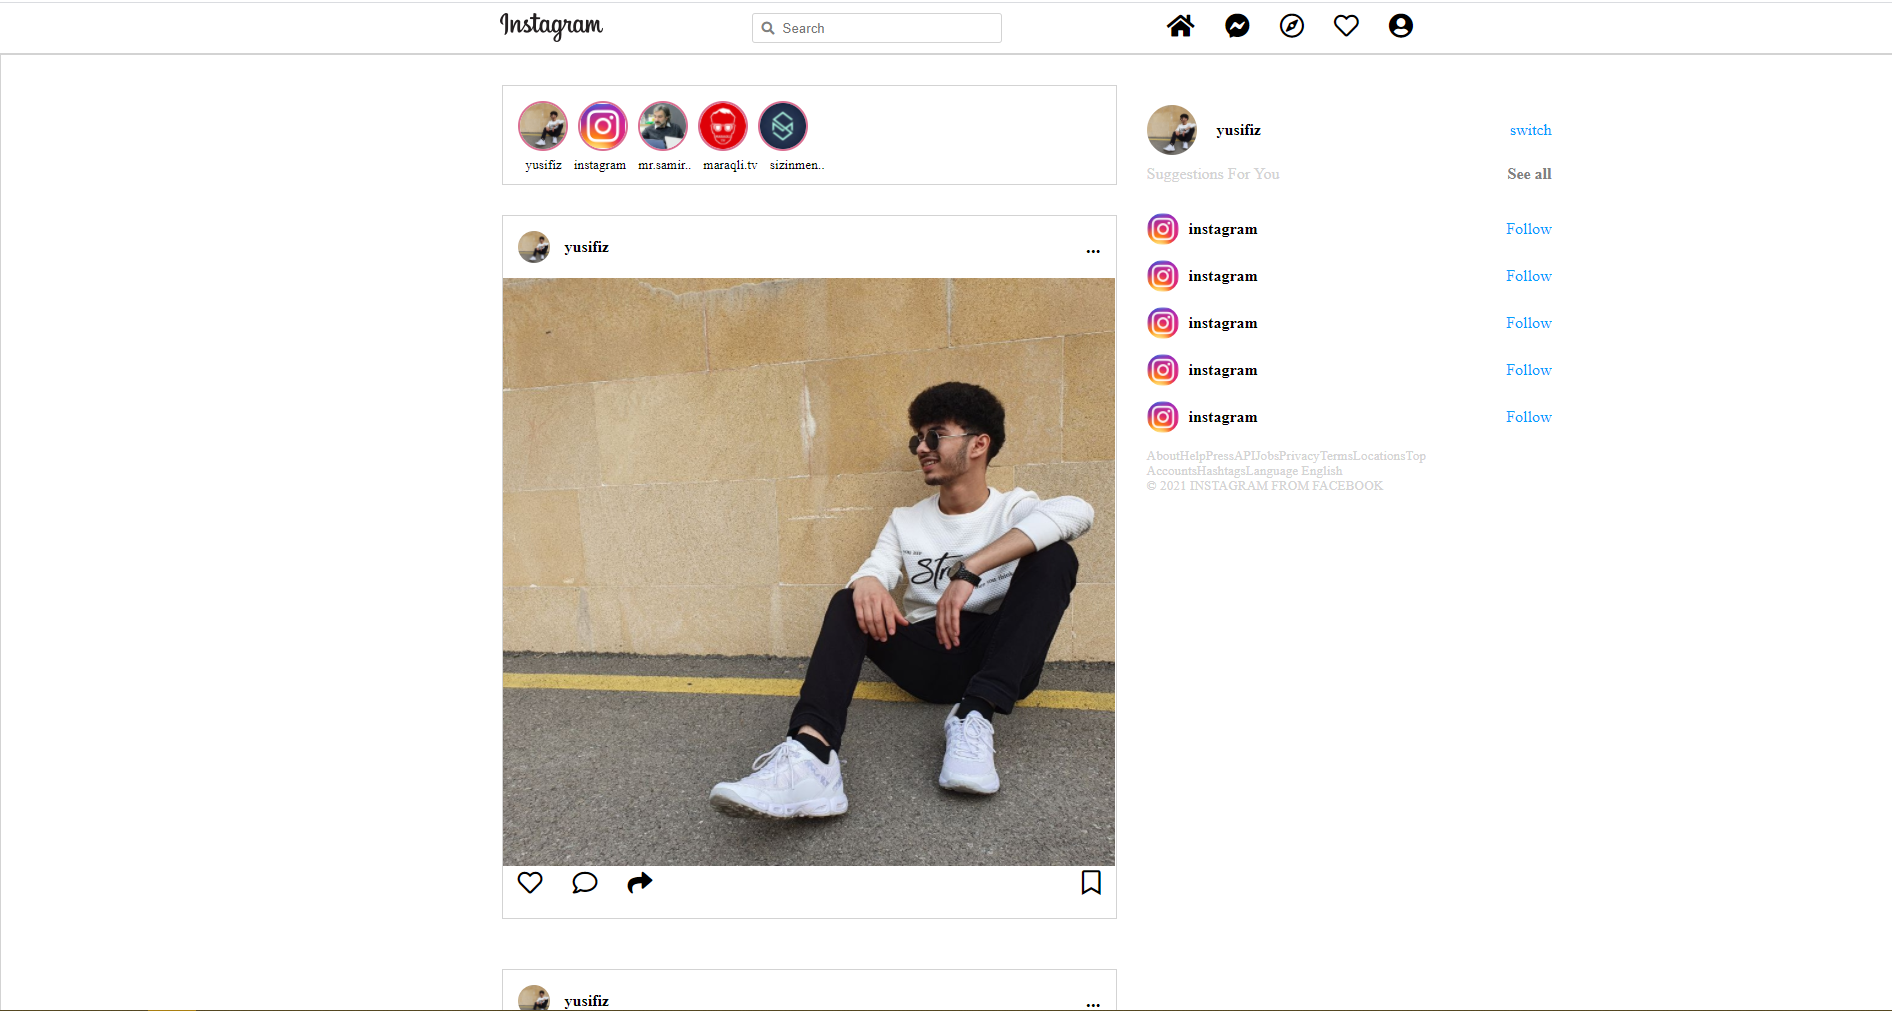 Instagram
Search
yusifiz
instagram
mr.samir..
maraqli.tv
sizinmen..
yusifiz
...
yusifiz
switch
Suggestions For You
See all
instagram
Follow
instagram
Follow
instagram
Follow
instagram
Follow
instagram
Follow
AboutHelpPressAPIJobsPrivacyTermsLocationsTop
AccountsHashtagsLanguage English
© 2021 INSTAGRAM FROM FACEBOOK
yusifiz
...